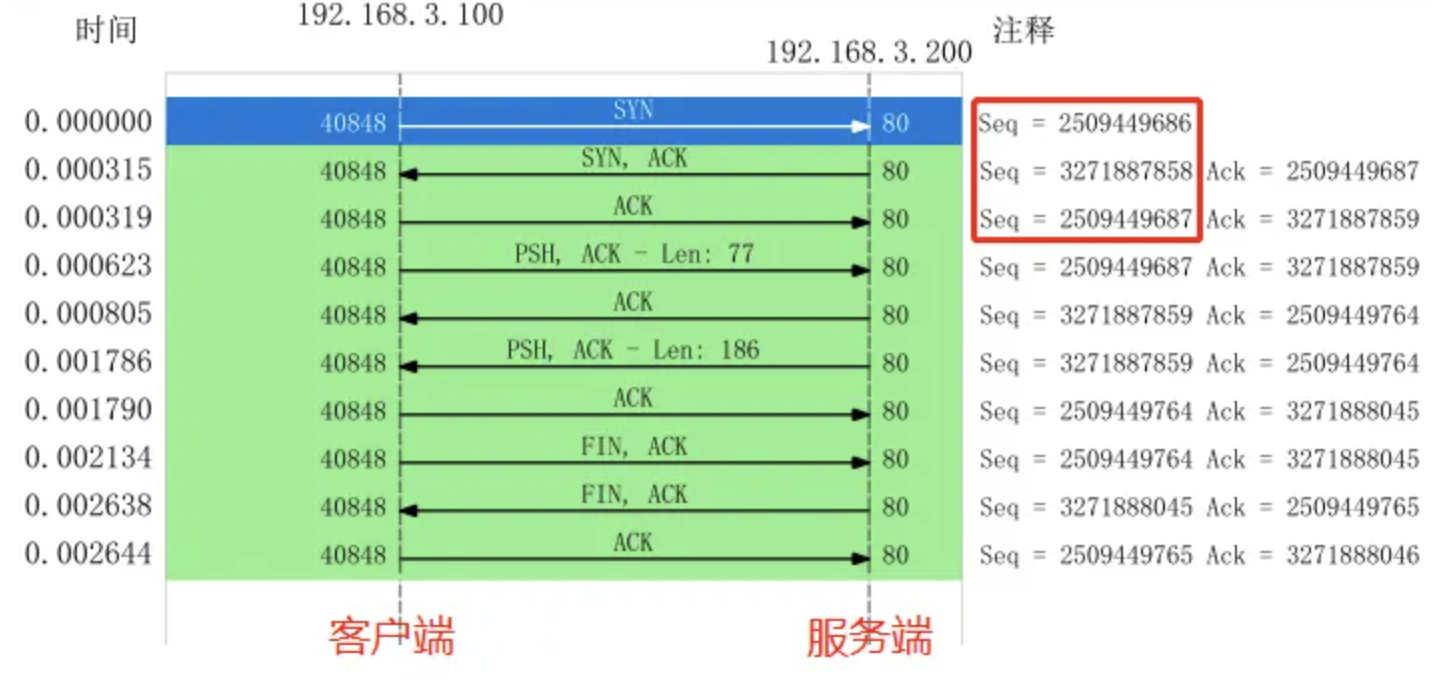 时间 192.168.3.100 注释
192.168.3.200
0.000000 40848 SYN 80 Seq = 2509449686
0.000315 40848 SYN, ACK 80 Seq = 3271887858 Ack = 2509449687
0.000319 40848 ACK 80 Seq = 2509449687 Ack = 3271887859
0.000623 40848 PSH, ACK - Len: 77 80 Seq = 2509449687 Ack = 3271887859
0.000805 40848 ACK 80 Seq = 3271887859 Ack = 2509449764
0.001786 40848 PSH, ACK - Len: 186 80 Seq = 3271887859 Ack = 2509449764
0.001790 40848 ACK 80 Seq = 2509449764 Ack = 3271888045
0.002134 40848 FIN, ACK 80 Seq = 2509449764 Ack = 3271888045
0.002638 40848 FIN, ACK 80 Seq = 3271888045 Ack = 2509449765
0.002644 40848 ACK 80 Seq = 2509449765 Ack = 3271888046
客户端 服务端